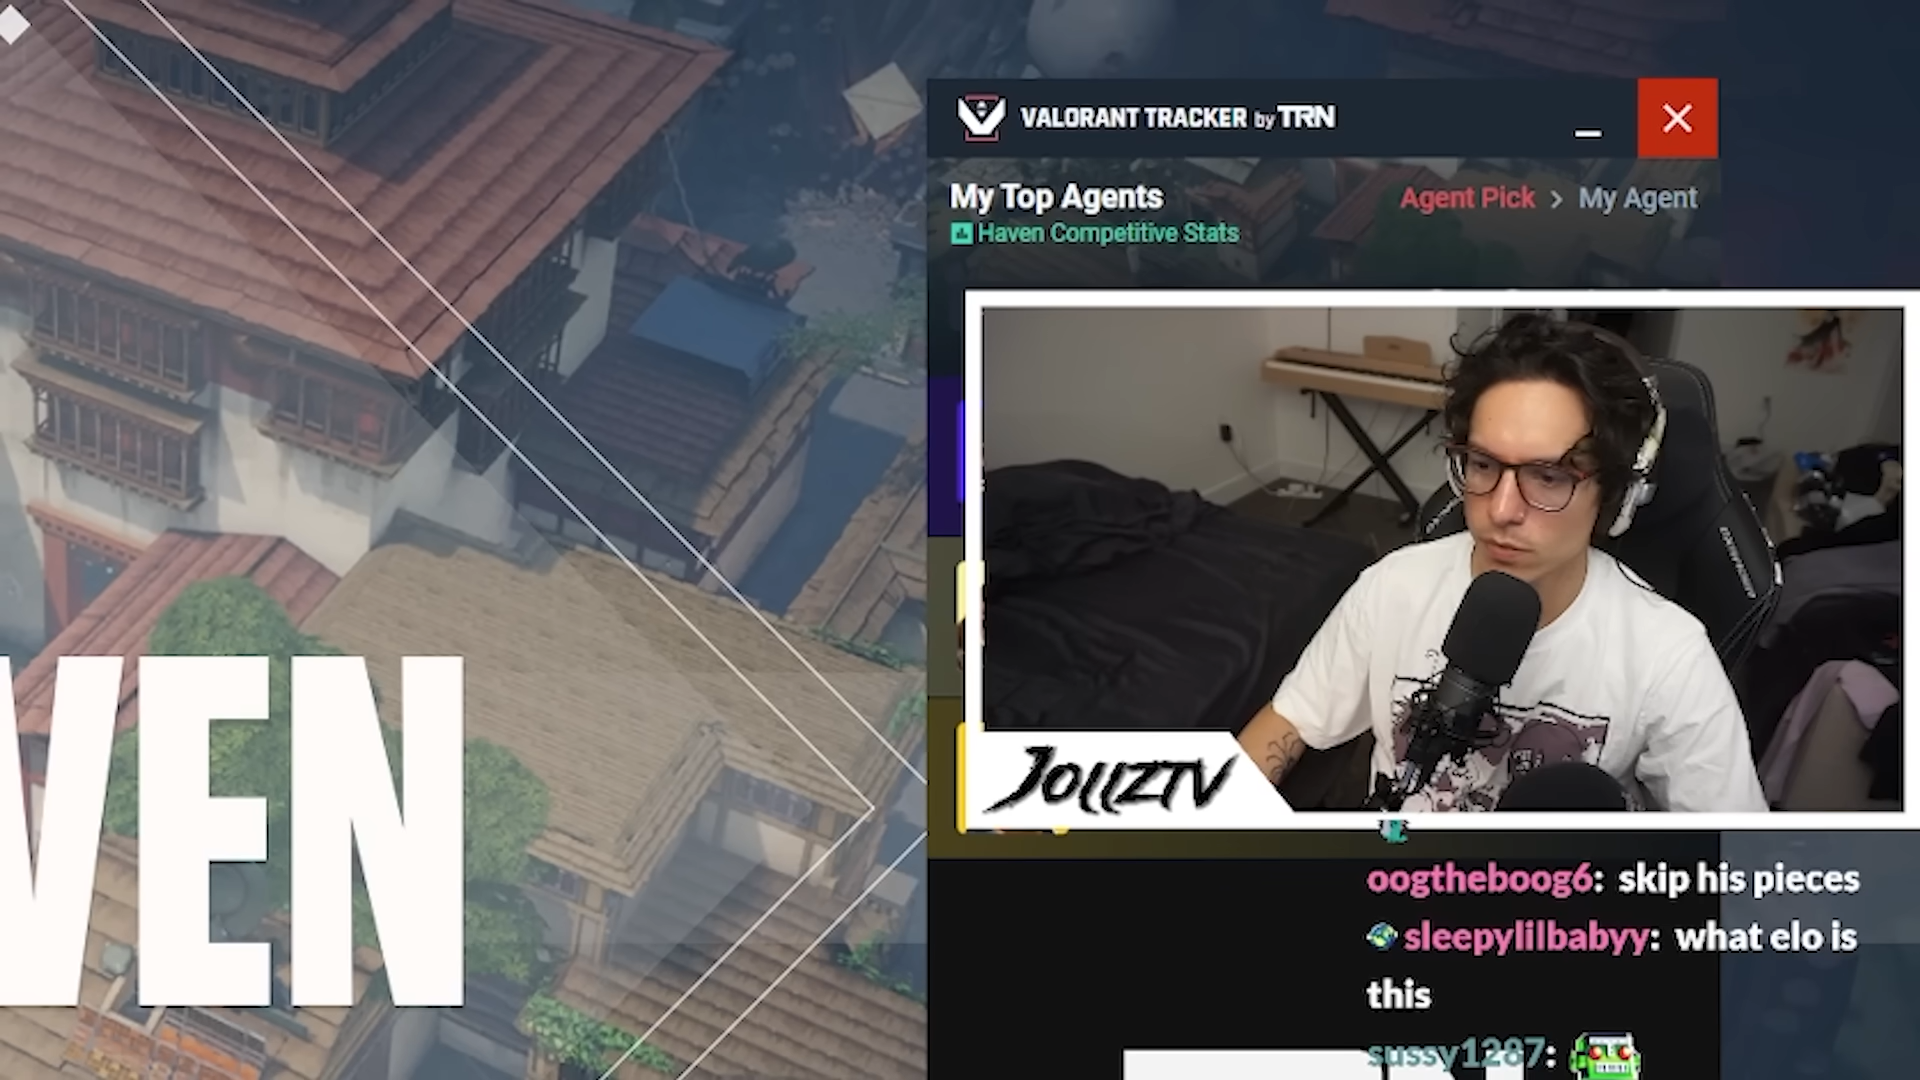 VALORANT TRACKER by TRN
My Top Agents
Agent Pick > My Agent
Haven Competitive Stats
VEN
JollzTV
oogtheboog6: skip his pieces
sleepylilbabyy: what elo is
this
sussy1287: